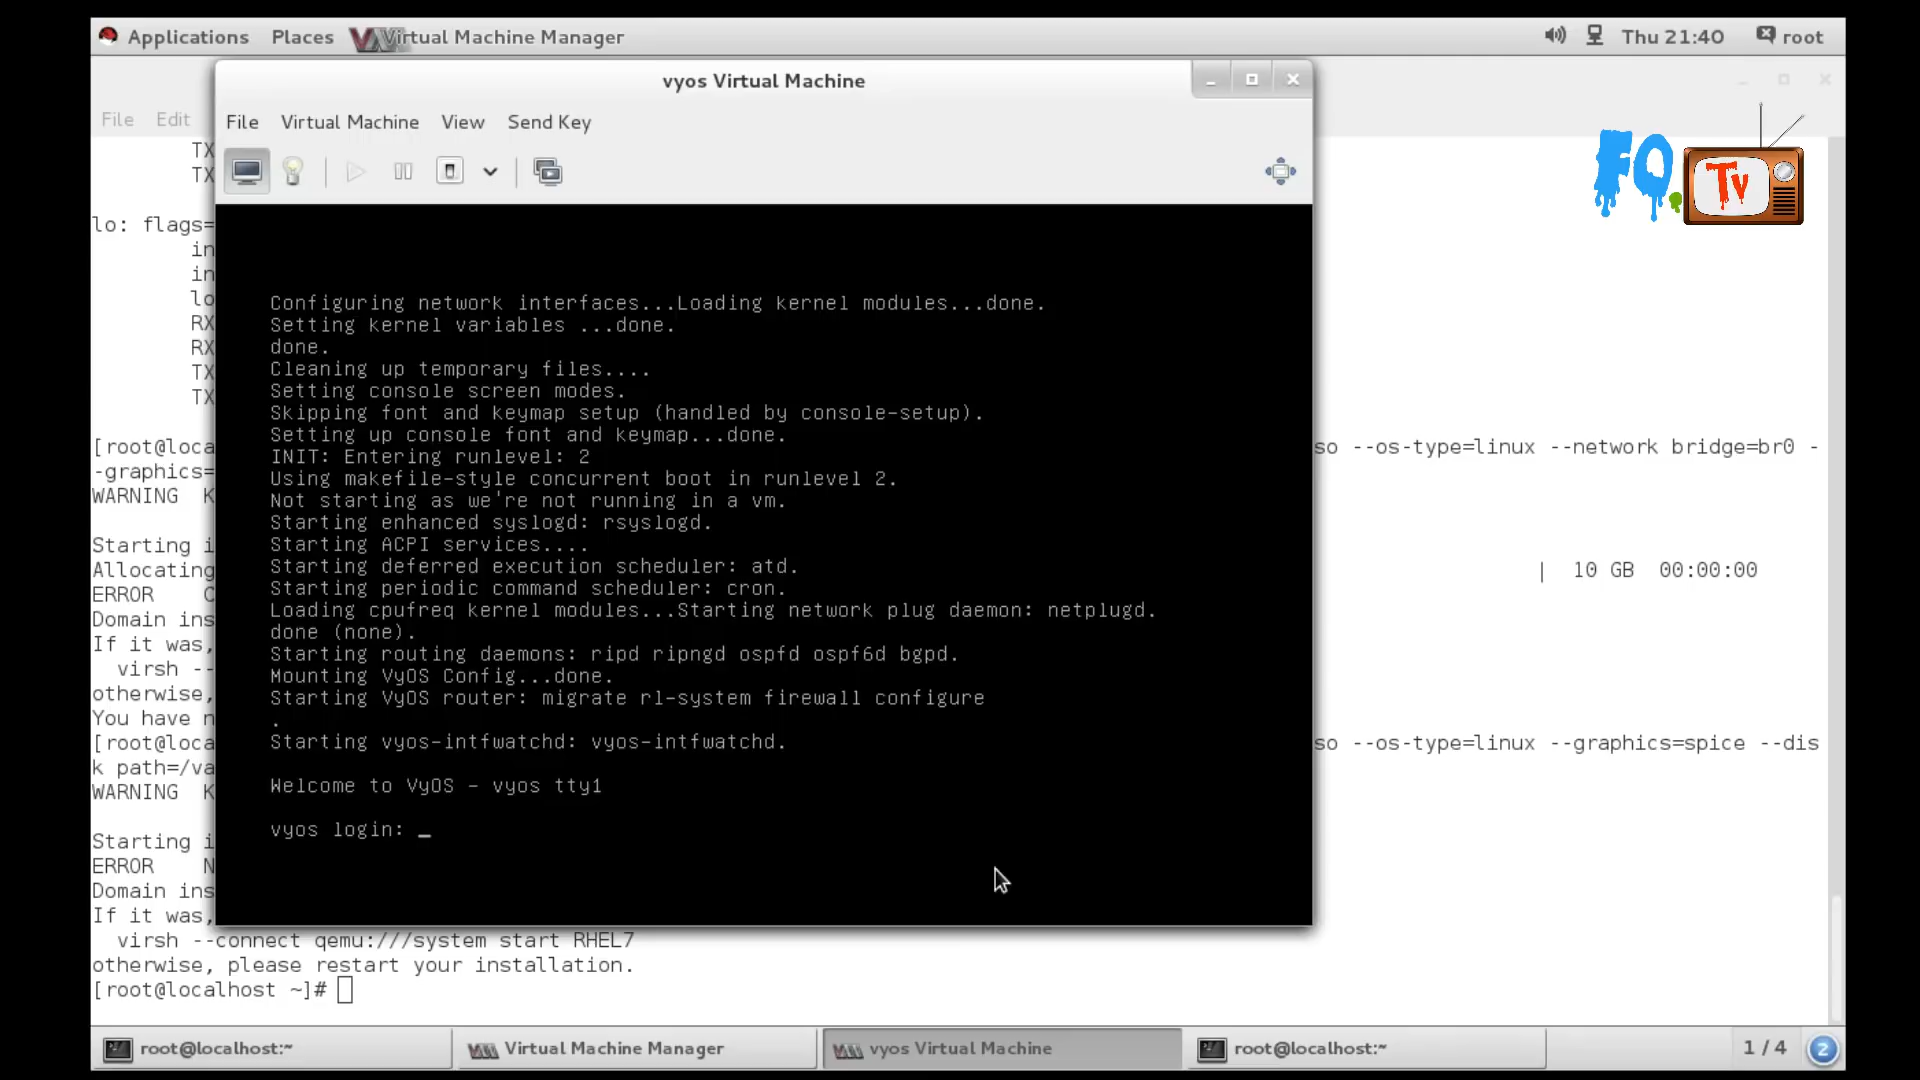 Applications Places Virtual Machine Manager Thu 21:40 root
vyos Virtual Machine
File Edit
File Virtual Machine View Send Key
FQ.Tv
TX
TX
lo: flags=
in
in
lo
RX
RX
TX
TX
Configuring network interfaces...Loading kernel modules...done.
Setting kernel variables ...done.
done.
Cleaning up temporary files....
Setting console screen modes.
Skipping font and keymap setup (handled by console-setup).
Setting up console font and keymap...done.
INIT: Entering runlevel: 2
Using makefile-style concurrent boot in runlevel 2.
Not starting as we're not running in a vm.
Starting enhanced syslogd: rsyslogd.
Starting ACPI services....
Starting deferred execution scheduler: atd.
Starting periodic command scheduler: cron.
Loading cpufreq kernel modules...Starting network plug daemon: netplugd.
done (none).
Starting routing daemons: ripd ripngd ospfd ospf6d bgpd.
Mounting VyOS Config...done.
Starting VyOS router: migrate rl-system firewall configure
.
Starting vyos-intfwatchd: vyos-intfwatchd.
Welcome to VyOS - vyos tty1
vyos login: _
[root@loca so --os-type=linux --network bridge=br0 -
-graphics=
WARNING K
Starting i
Allocating | 10 GB 00:00:00
ERROR C
Domain ins
If it was,
virsh --
otherwise,
You have n
[root@loca so --os-type=linux --graphics=spice --dis
k path=/va
WARNING K
Starting i
ERROR N
Domain ins
If it was,
virsh --connect qemu:///system start RHEL7
otherwise, please restart your installation.
[root@localhost ~]#
root@localhost:~ Virtual Machine Manager vyos Virtual Machine root@localhost:~ 1 / 4 2